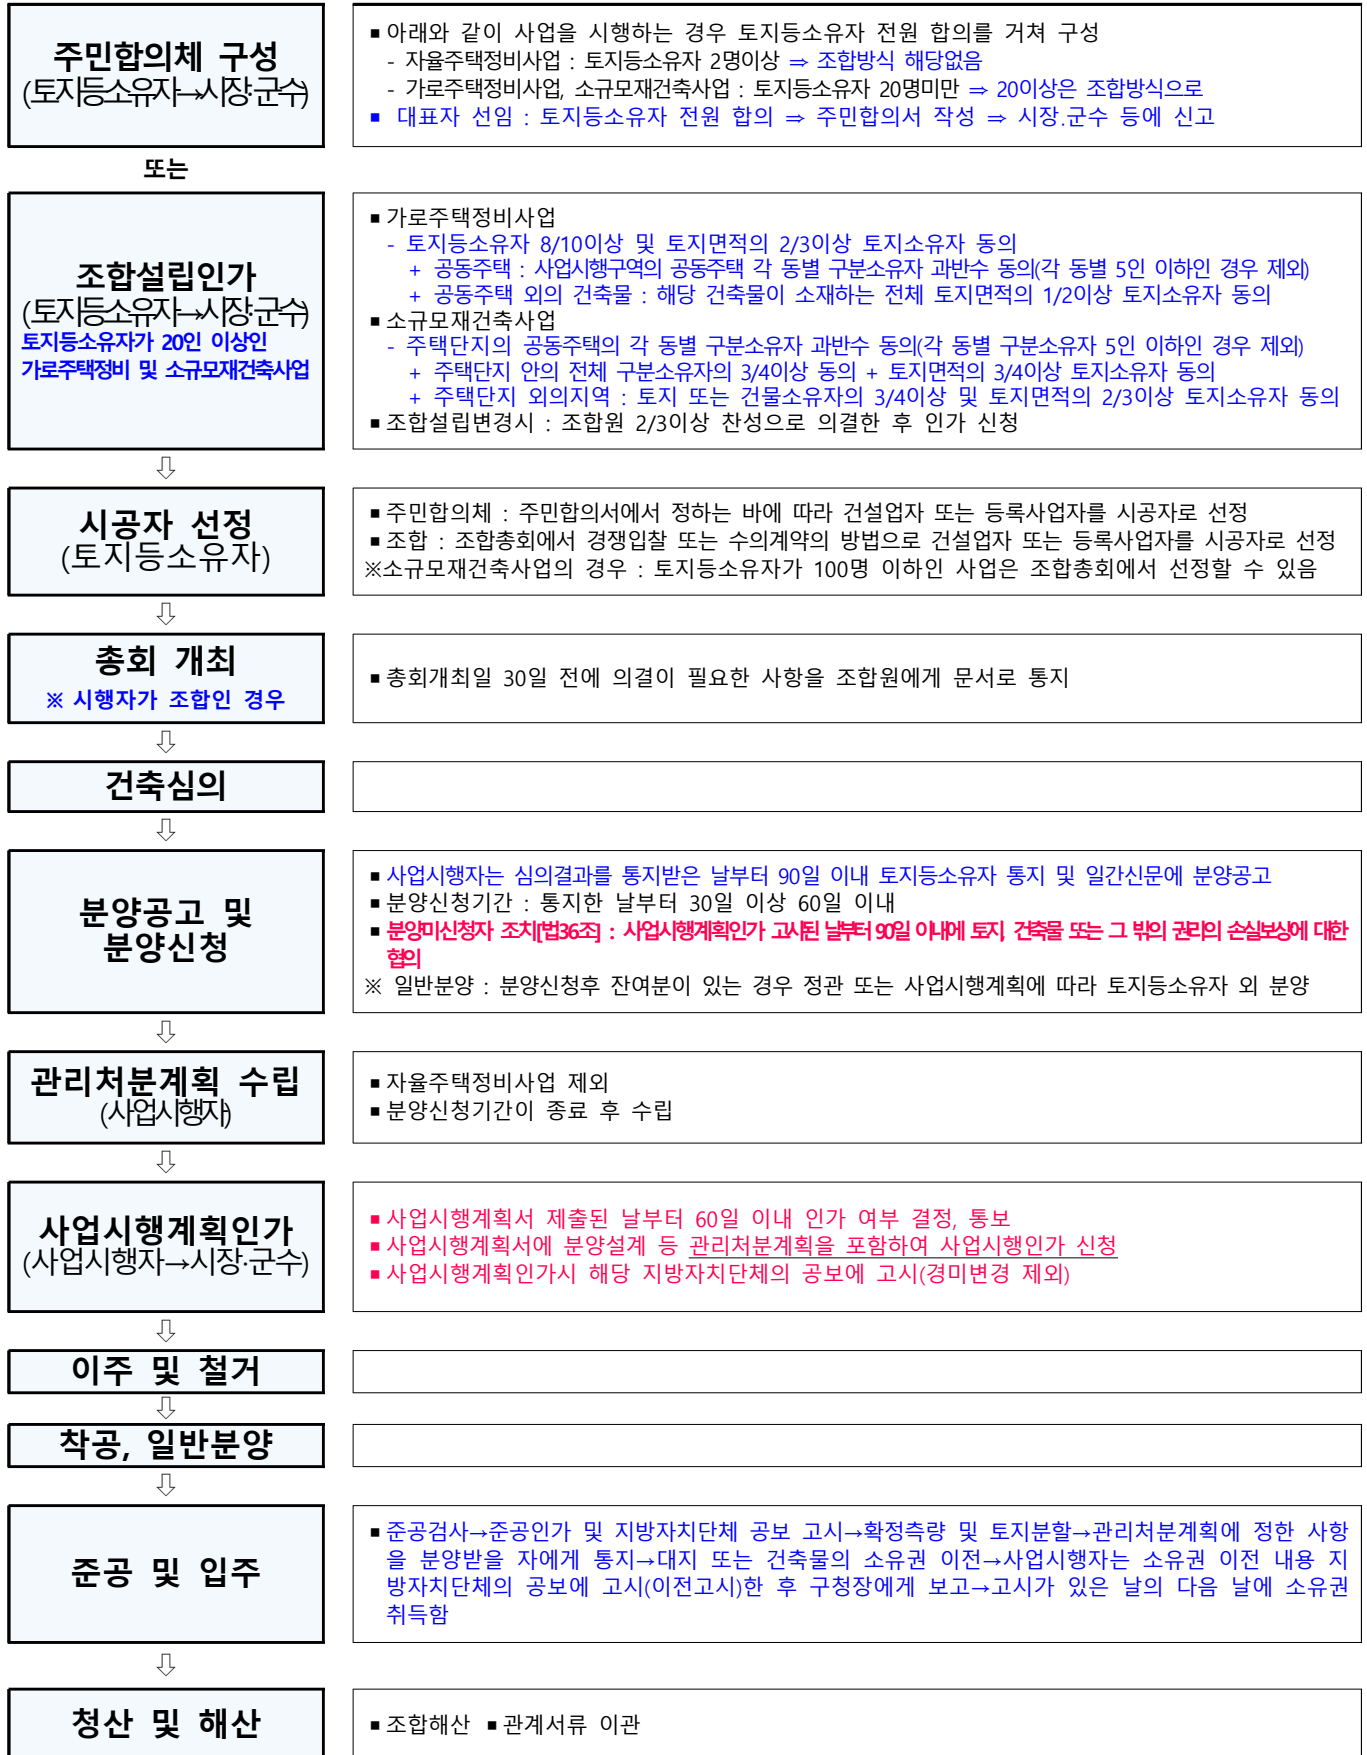 주민합의체 구성
(토지등소유자→시장·군수)
▪아래와 같이 사업을 시행하는 경우 토지등소유자 전원 합의를 거쳐 구성
- 자율주택정비사업 : 토지등소유자 2명이상 ⇒ 조합방식 해당없음
- 가로주택정비사업, 소규모재건축사업 : 토지등소유자 20명미만 ⇒ 20이상은 조합방식으로
▪ 대표자 선임 : 토지등소유자 전원 합의 ⇒ 주민합의서 작성 ⇒ 시장.군수 등에 신고
또는
조합설립인가
(토지등소유자→시장·군수)
토지등소유자가 20인 이상인
가로주택정비 및 소규모재건축사업
▪가로주택정비사업
- 토지등소유자 8/10이상 및 토지면적의 2/3이상 토지소유자 동의
+ 공동주택 : 사업시행구역의 공동주택 각 동별 구분소유자 과반수 동의(각 동별 5인 이하인 경우 제외)
+ 공동주택 외의 건축물 : 해당 건축물이 소재하는 전체 토지면적의 1/2이상 토지소유자 동의
▪소규모재건축사업
- 주택단지의 공동주택의 각 동별 구분소유자 과반수 동의(각 동별 구분소유자 5인 이하인 경우 제외)
+ 주택단지 안의 전체 구분소유자의 3/4이상 동의 + 토지면적의 3/4이상 토지소유자 동의
+ 주택단지 외의지역 : 토지 또는 건물소유자의 3/4이상 및 토지면적의 2/3이상 토지소유자 동의
▪조합설립변경시 : 조합원 2/3이상 찬성으로 의결한 후 인가 신청
⇩
시공자 선정
(토지등소유자)
▪주민합의체 : 주민합의서에서 정하는 바에 따라 건설업자 또는 등록사업자를 시공자로 선정
▪조합 : 조합총회에서 경쟁입찰 또는 수의계약의 방법으로 건설업자 또는 등록사업자를 시공자로 선정
※소규모재건축사업의 경우 : 토지등소유자가 100명 이하인 사업은 조합총회에서 선정할 수 있음
⇩
총회 개최
※ 시행자가 조합인 경우
▪총회개최일 30일 전에 의결이 필요한 사항을 조합원에게 문서로 통지
⇩
건축심의
⇩
분양공고 및
분양신청
▪사업시행자는 심의결과를 통지받은 날부터 90일 이내 토지등소유자 통지 및 일간신문에 분양공고
▪분양신청기간 : 통지한 날부터 30일 이상 60일 이내
▪분양미신청자 조치[법36조] : 사업시행계획인가 고시된 날부터 90일 이내에 토지, 건축물 또는 그 밖의 권리의 손실보상에 대한
협의
※ 일반분양 : 분양신청후 잔여분이 있는 경우 정관 또는 사업시행계획에 따라 토지등소유자 외 분양
⇩
관리처분계획 수립
(사업시행자)
▪자율주택정비사업 제외
▪분양신청기간이 종료 후 수립
⇩
사업시행계획인가
(사업시행자→시장·군수)
▪사업시행계획서 제출된 날부터 60일 이내 인가 여부 결정, 통보
▪사업시행계획서에 분양설계 등 관리처분계획을 포함하여 사업시행인가 신청
▪사업시행계획인가시 해당 지방자치단체의 공보에 고시(경미변경 제외)
⇩
이주 및 철거
⇩
착공, 일반분양
⇩
준공 및 입주
▪준공검사→준공인가 및 지방자치단체 공보 고시→확정측량 및 토지분할→관리처분계획에 정한 사항
을 분양받을 자에게 통지→대지 또는 건축물의 소유권 이전→사업시행자는 소유권 이전 내용 지
방자치단체의 공보에 고시(이전고시)한 후 구청장에게 보고→고시가 있은 날의 다음 날에 소유권
취득함
⇩
청산 및 해산
▪조합해산 ▪관계서류 이관